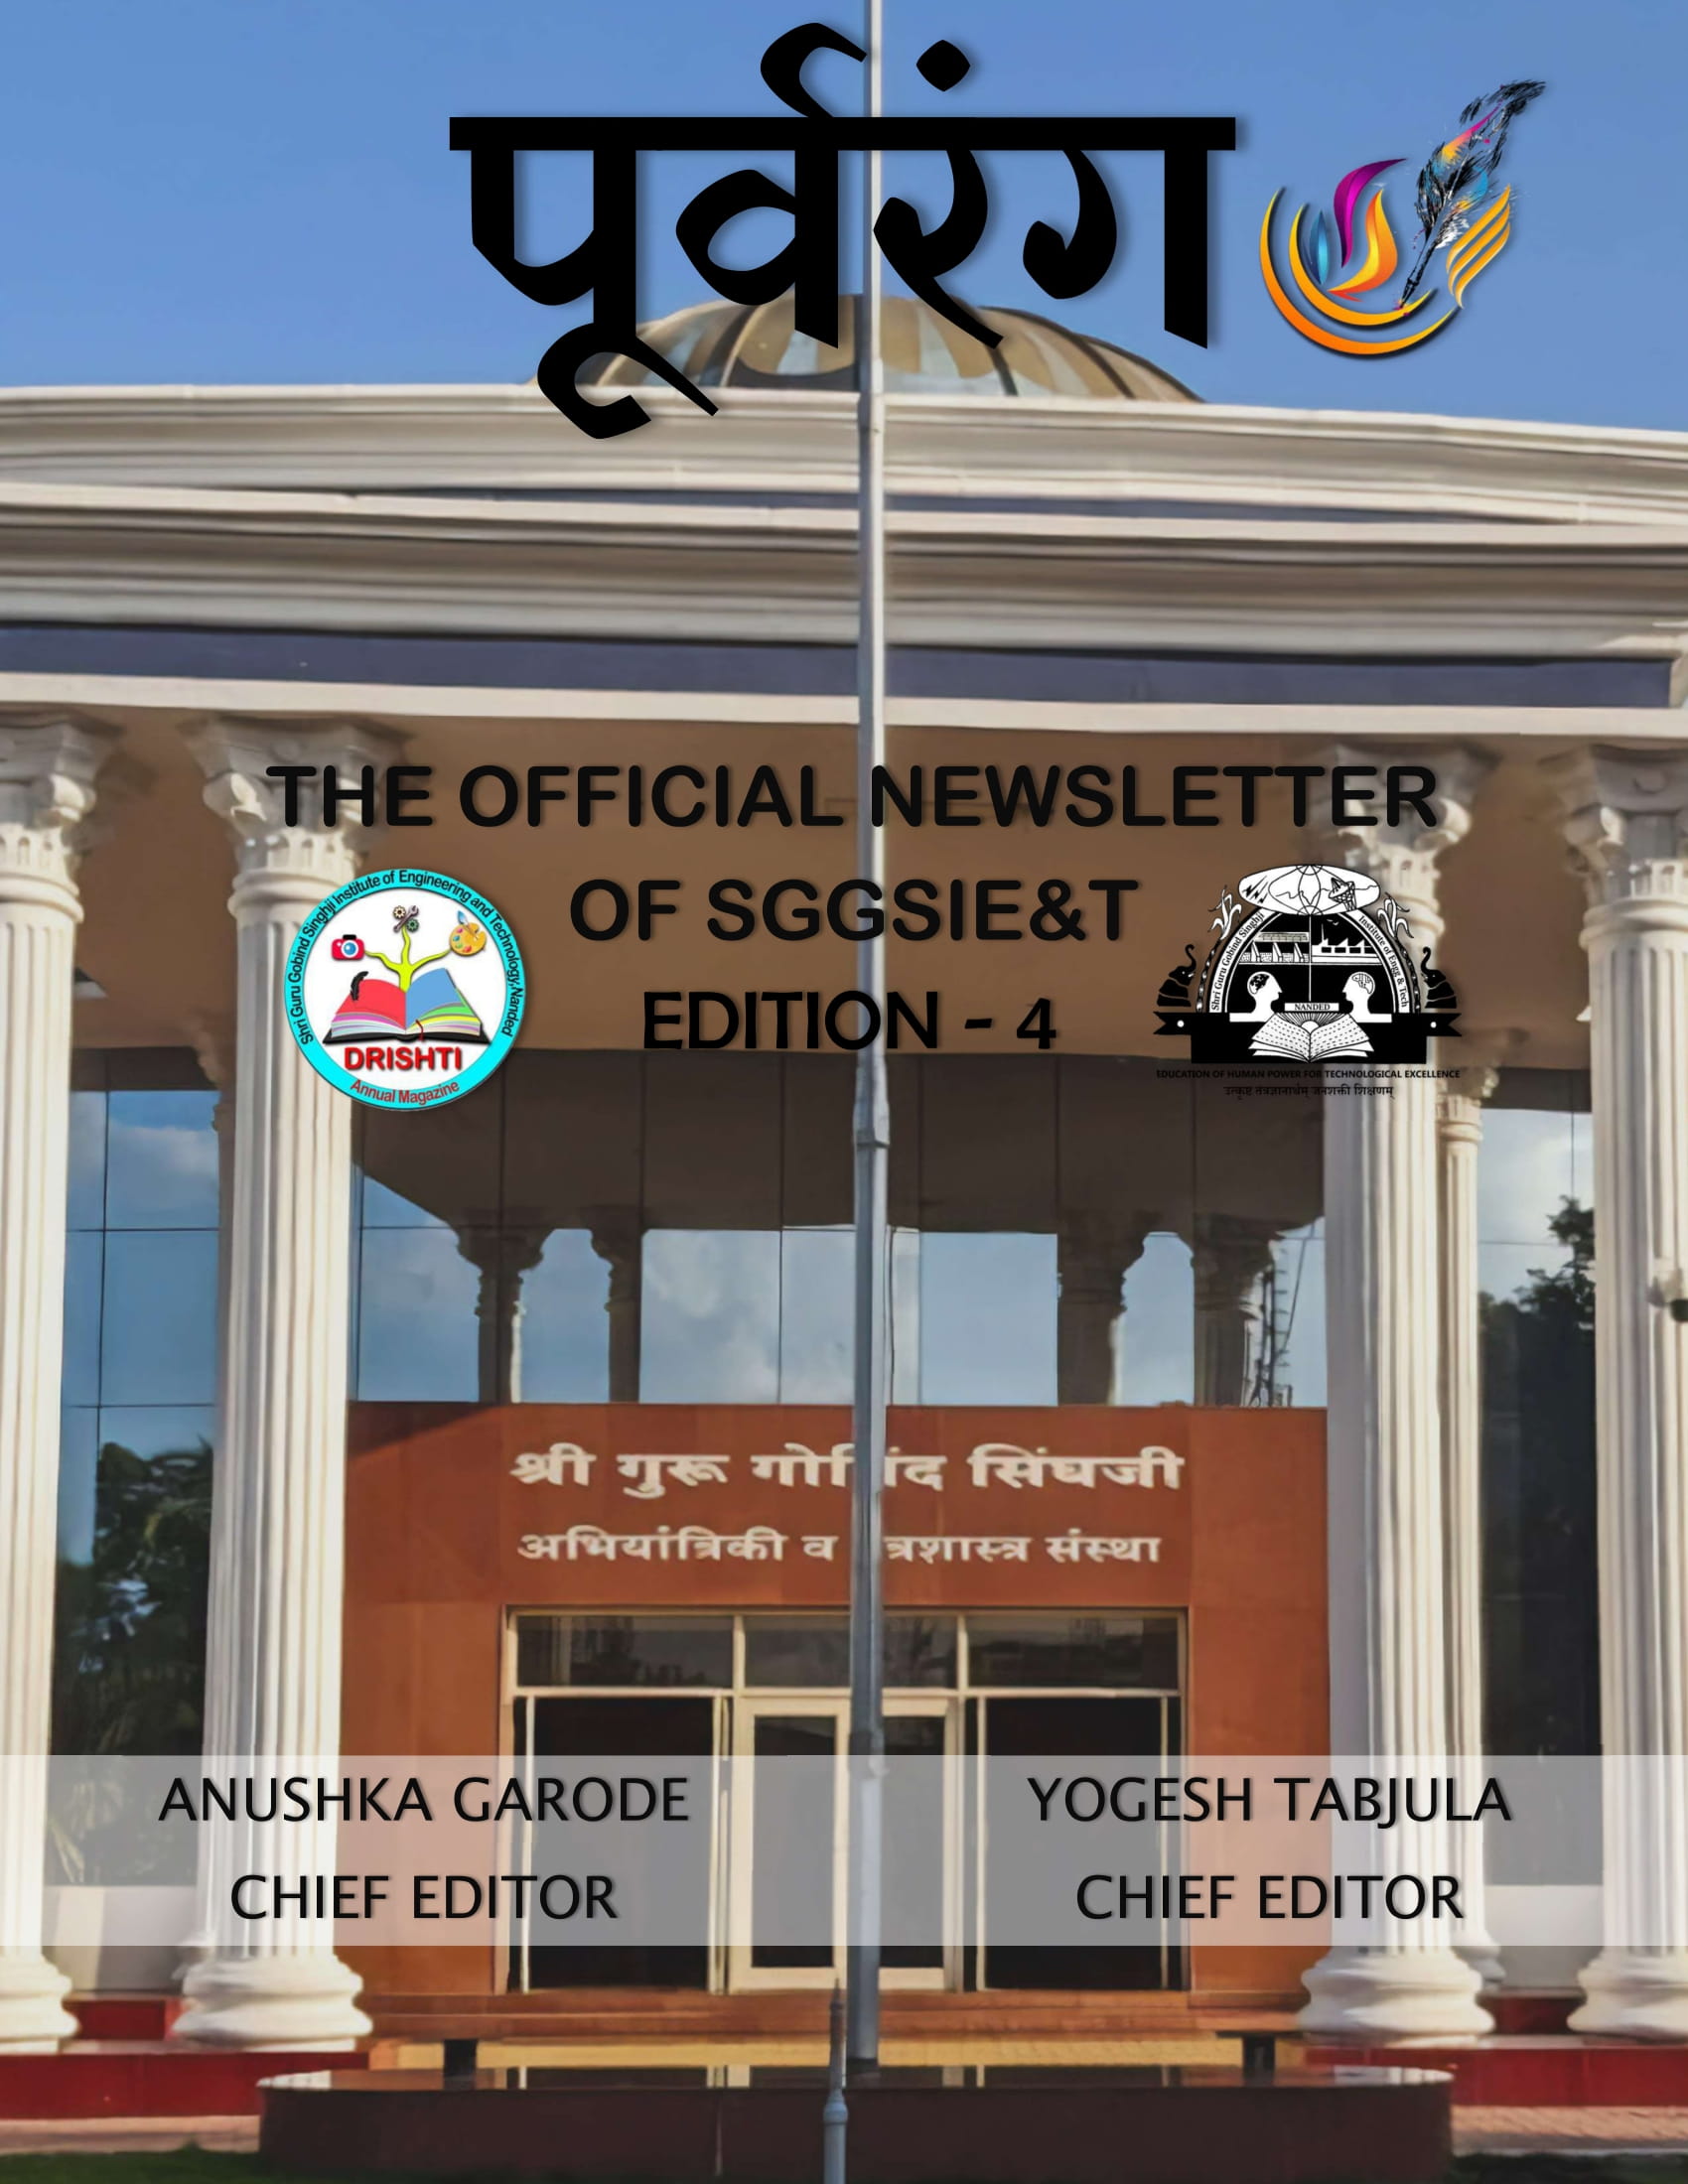 पूर्वरंग
THE OFFICIAL NEWSLETTER
OF SGGSIE&T
EDITION - 4
Shri Guru Gobind Singhji Institute of Engineering and Technology, Nanded
DRISHTI
Annual Magazine
Shri Guru Gobind Singhji Institute of Engg & Tech
NANDED
EDUCATION OF HUMAN POWER FOR TECHNOLOGICAL EXCELLENCE
उत्कृष्ट तंत्रज्ञानार्थम् जनशक्ती शिक्षणम्
श्री गुरू गोविंद सिंघजी
अभियांत्रिकी व त्रशास्त्र संस्था
ANUSHKA GARODE
CHIEF EDITOR
YOGESH TABJULA
CHIEF EDITOR